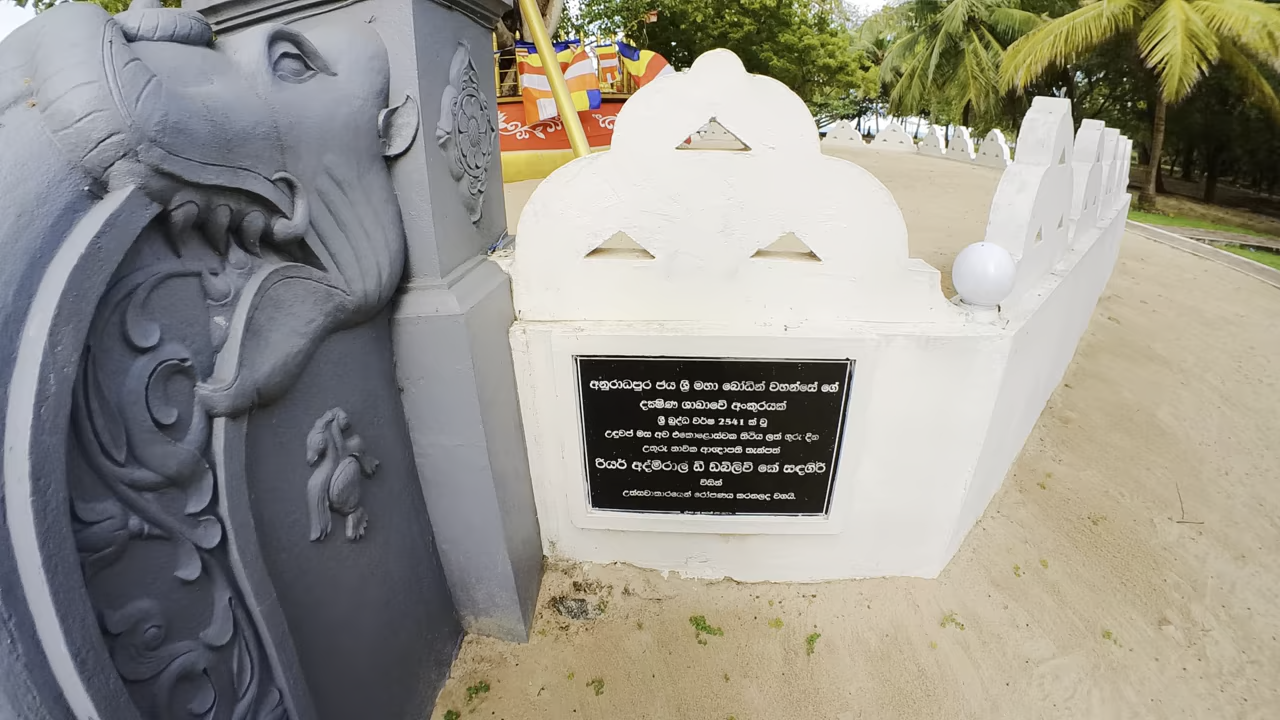 අනුරාධපුර ජය ශ්‍රී මහා බෝධීන් වහන්සේ ගේ
දක්‍ෂිණ ශාඛාවේ අංකුරයක්
ශ්‍රී බුද්ධ වර්ෂ 2541 ක් වූ
උඳුවප් මස අව එකොළොස්වක තිථිය ලත් ගුරු දින
උතුරු නාවික ආඥාපති තැන්පත්
රියර් අද්මිරාල් ඩී ඩබ්ලිව් කේ සඳගිරි
විසින්
උත්සවාකාරයෙන් රෝපණය කරනලද වගයි.